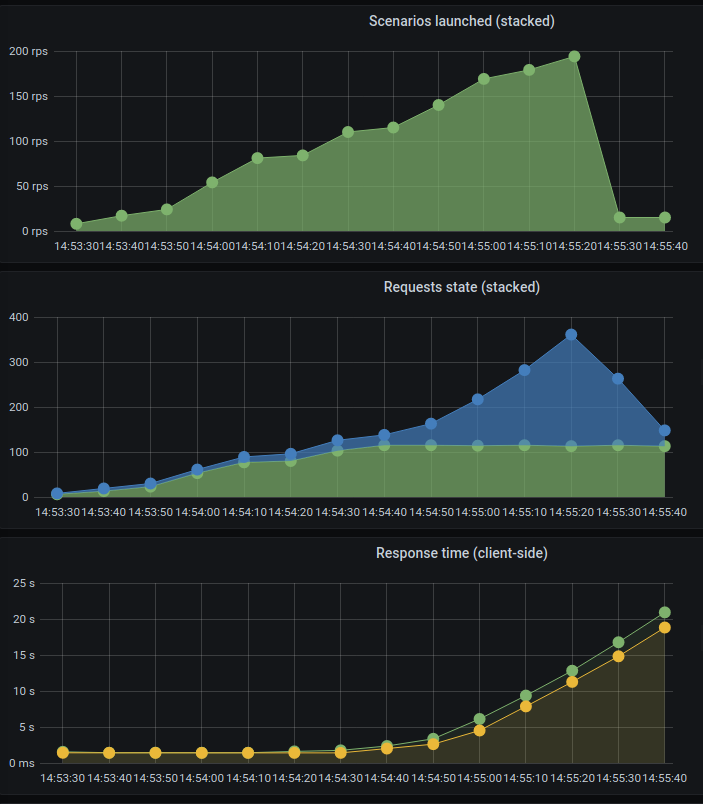 Scenarios launched (stacked)
200 rps
150 rps
100 rps
50 rps
0 rps
14:53:30 14:53:40 14:53:50 14:54:00 14:54:10 14:54:20 14:54:30 14:54:40 14:54:50 14:55:00 14:55:10 14:55:20 14:55:30 14:55:40
Requests state (stacked)
400
300
200
100
0
14:53:30 14:53:40 14:53:50 14:54:00 14:54:10 14:54:20 14:54:30 14:54:40 14:54:50 14:55:00 14:55:10 14:55:20 14:55:30 14:55:40
Response time (client-side)
25 s
20 s
15 s
10 s
5 s
0 ms
14:53:30 14:53:40 14:53:50 14:54:00 14:54:10 14:54:20 14:54:30 14:54:40 14:54:50 14:55:00 14:55:10 14:55:20 14:55:30 14:55:40